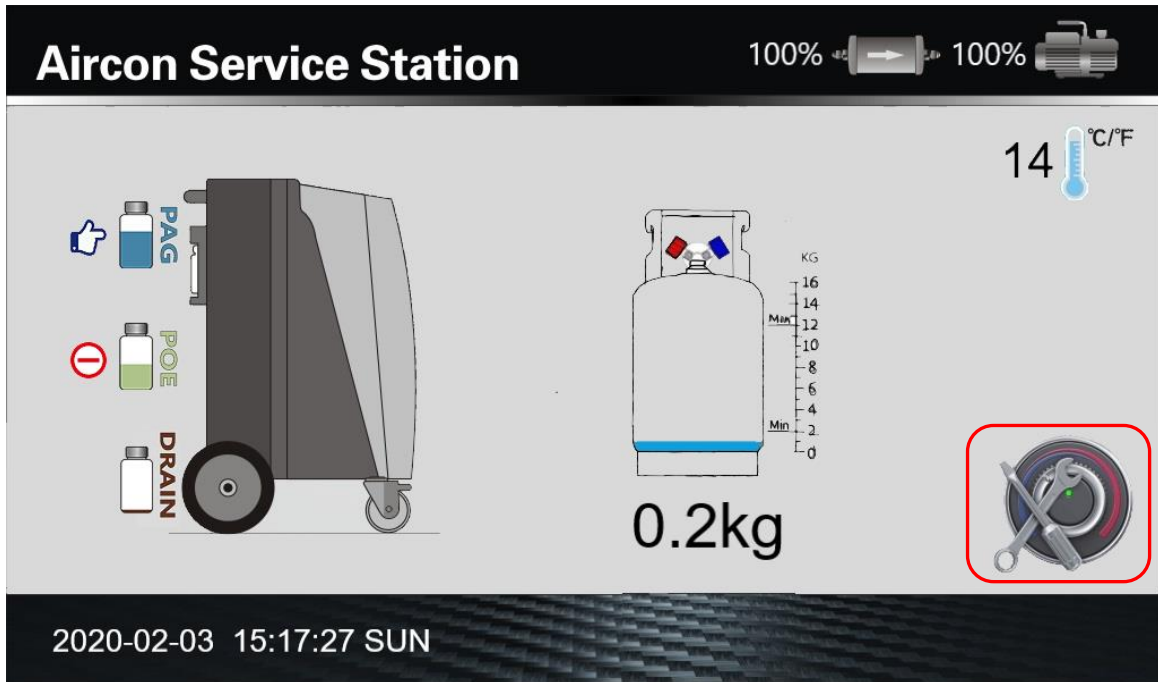 Aircon Service Station
100%
100%
14
°C/°F
PAG
POE
DRAIN
KG
16
14
Max
12
10
8
6
4
Min
2
0
0.2kg
2020-02-03 15:17:27 SUN